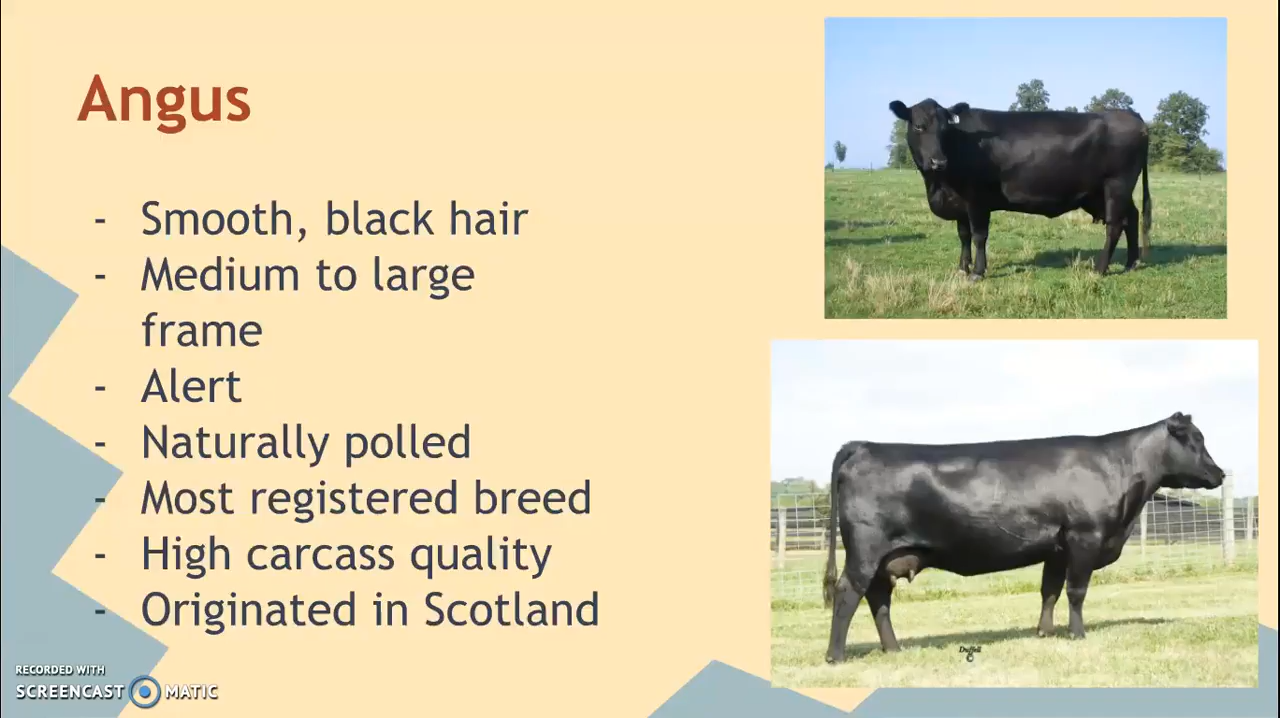 Angus
- Smooth, black hair
- Medium to large
frame
- Alert
- Naturally polled
- Most registered breed
- High carcass quality
- Originated in Scotland
Duffell
©
RECORDED WITH
SCREENCAST MATIC